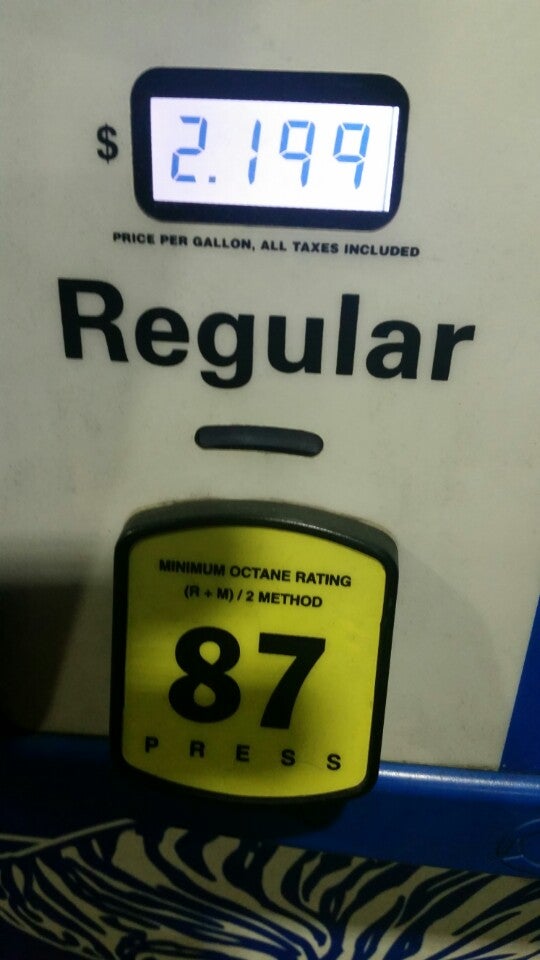 $ 2.199
PRICE PER GALLON, ALL TAXES INCLUDED
Regular
MINIMUM OCTANE RATING
(R + M) / 2 METHOD
87
PRESS